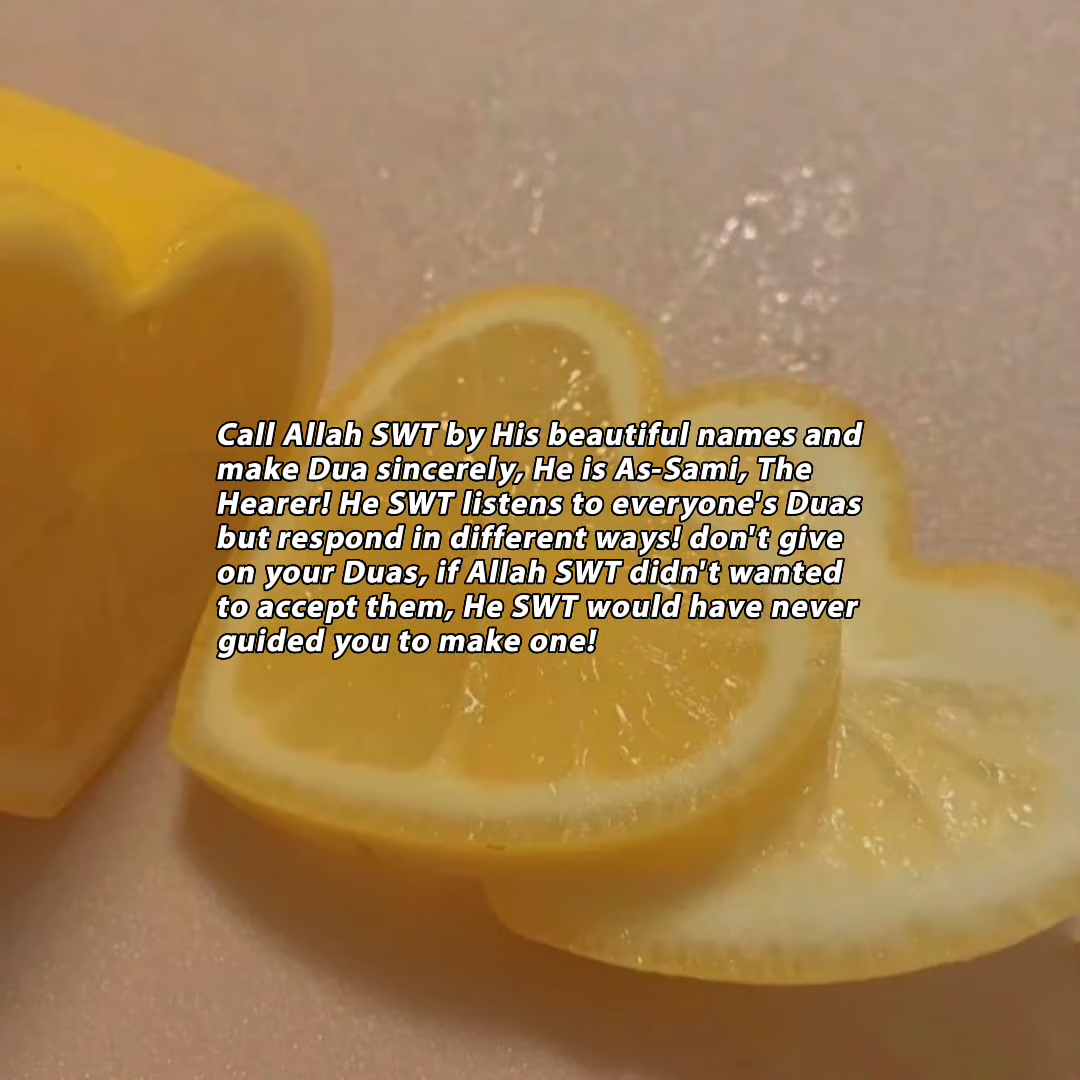 Call Allah SWT by His beautiful names and
make Dua sincerely, He is As-Sami, The
Hearer! He SWT listens to everyone's Duas
but respond in different ways! don't give
on your Duas, if Allah SWT didn't wanted
to accept them, He SWT would have never
guided you to make one!